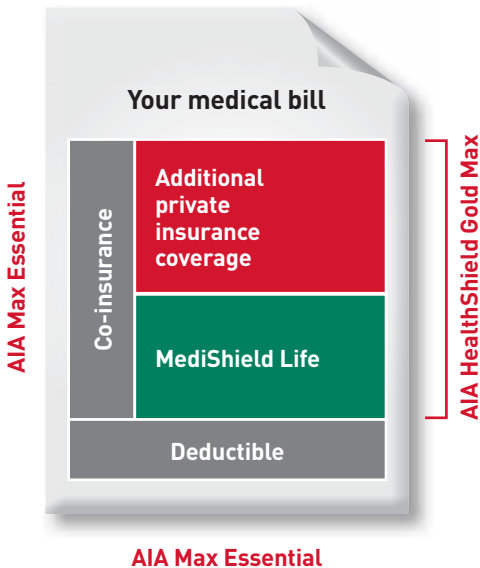 Your medical bill
AIA Max Essential
Co-insurance
Additional
private
insurance
coverage
MediShield Life
AIA HealthShield Gold Max
Deductible
AIA Max Essential